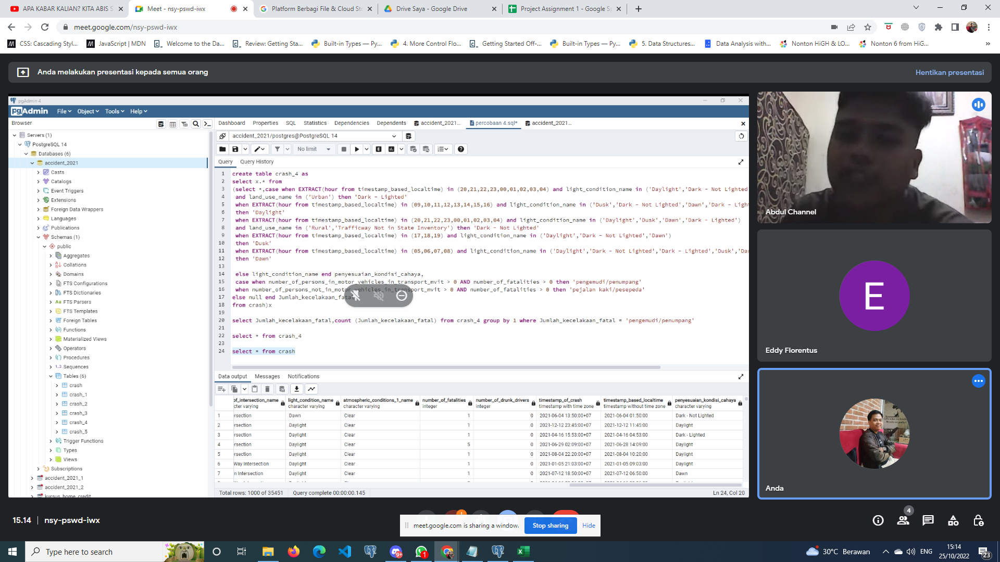 APA KABAR KALIAN? KITA ABIS S
Meet - nsy-pswd-iwx
Platform Berbagi File & Cloud Sto
Drive Saya - Google Drive
Project Assignment 1 - Google Sp
meet.google.com/nsy-pswd-iwx
CSS: Cascading Styl...
JavaScript | MDN
Welcome to the Da...
Review: Getting Sta...
Built-in Types — Py...
4. More Control Flo...
Getting Started Off-...
Built-in Types — Py...
5. Data Structures...
Data Analysis with...
Nonton HiGH & LO...
Nonton 6 from HiG...
Anda melakukan presentasi kepada semua orang
Hentikan presentasi
pgAdmin 4
pgAdmin File Object Tools Help
Browser
Dashboard Properties SQL Statistics Dependencies Dependents accident_2021... percobaan 4.sql* accident_2021...
Servers (1)
PostgreSQL 14
Databases (6)
accident_2021
Casts
Catalogs
Event Triggers
Extensions
Foreign Data Wrappers
Languages
Publications
Schemas (1)
public
Aggregates
Collations
Domains
FTS Configurations
FTS Dictionaries
FTS Parsers
FTS Templates
Foreign Tables
Functions
Materialized Views
Operators
Procedures
Sequences
Tables (6)
crash
crash_1
crash_2
crash_3
crash_4
crash_5
Trigger Functions
Types
Views
Subscriptions
accident_2021_1
accident_2021_2
kursus_home_credit
accident_2021/postgres@PostgreSQL 14
No limit
Query Query History
1 create table crash_4 as
2 select x.* from
3 (select *,case when EXTRACT(hour from timestamp_based_localtime) in (20,21,22,23,00,01,02,03,04) and light_condition_name in ('Daylight','Dark - Not Lighted
4 and land_use_name in ('Urban') then 'Dark - Lighted'
5 when EXTRACT(hour from timestamp_based_localtime) in (09,10,11,12,13,14,15,16) and light_condition_name in ('Dusk','Dark - Not Lighted','Dawn','Dark - Ligh
6 then 'Daylight'
7 when EXTRACT(hour from timestamp_based_localtime) in (20,21,22,23,00,01,02,03,04) and light_condition_name in ('Daylight','Dusk','Dawn','Dark - Lighted')
8 and land_use_name in ('Rural','Trafficway Not in State Inventory') then 'Dark - Not Lighted'
9 when EXTRACT(hour from timestamp_based_localtime) in (17,18,19) and light_condition_name in ('Daylight','Dark - Not Lighted','Dawn')
10 then 'Dusk'
11 when EXTRACT(hour from timestamp_based_localtime) in (05,06,07,08) and light_condition_name in ('Daylight','Dark - Not Lighted','Dark - Lighted','Dusk','Da
12 then 'Dawn'
13
14 else light_condition_name end penyesuaian_kondisi_cahaya,
15 case when number_of_persons_in_motor_vehicles_in_transport_mvit > 0 AND number_of_fatalities > 0 then 'pengemudi/penumpang'
16 when number_of_persons_not_in_motor_vehicles_in_transport_mvit > 0 AND number_of_fatalities > 0 then 'pejalan kaki/pesepeda'
17 else null end Jumlah_kecelakaan_fata
18 from crash)x
19
20 select Jumlah_kecelakaan_fatal,count (Jumlah_kecelakaan_fatal) from crash_4 group by 1 where Jumlah_kecelakaan_fatal = 'pengemudi/penumpang'
21
22 select * from crash_4
23
24 select * from crash
Data output Messages Notifications
of_intersection_name light_condition_name atmospheric_conditions_1_name number_of_fatalities number_of_drunk_drivers timestamp_of_crash timestamp_based_localtime penyesuaian_kondisi_cahaya
cter varying character varying character varying integer integer timestamp with time zone timestamp without time zone character varying
1 rsection Dawn Clear 1 0 2021-06-04 13:50:00+07 2021-06-04 01:50:00 Dark - Not Lighted
2 rsection Daylight Clear 1 0 2021-12-12 23:45:00+07 2021-12-12 11:45:00 Daylight
3 rsection Daylight Clear 1 0 2021-04-16 15:53:00+07 2021-04-16 04:53:00 Dark - Lighted
4 rsection Daylight Clear 5 0 2021-06-29 02:09:00+07 2021-06-28 14:09:00 Daylight
5 rsection Daylight Clear 1 0 2021-08-04 22:20:00+07 2021-08-04 10:20:00 Daylight
6 Way Intersection Daylight Clear 1 0 2021-01-05 21:03:00+07 2021-01-05 09:03:00 Daylight
7 n Intersection Daylight Clear 1 0 2021-07-12 18:50:00+07 2021-07-12 06:50:00 Dawn
Total rows: 1000 of 35451 Query complete 00:00:00.145 Ln 24, Col 20
Abdul Channel
E
Eddy Florentus
Anda
15.14 | nsy-pswd-iwx
meet.google.com is sharing a window. Stop sharing Hide
4
Type here to search
9+
1
30°C Berawan
ENG
15:14
25/10/2022
23